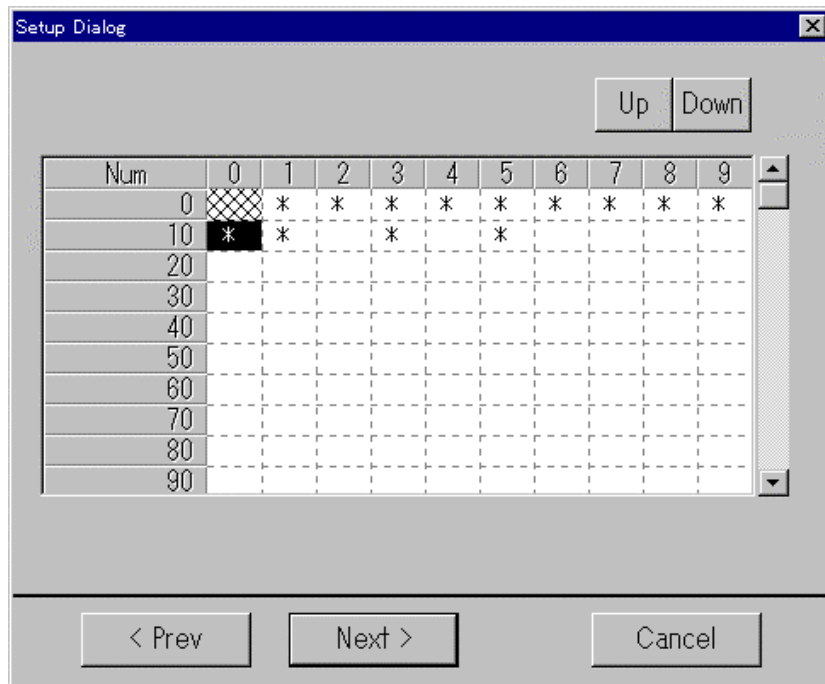 Setup Dialog
Up Down
Num 0 1 2 3 4 5 6 7 8 9
0 * * * * * * * * *
10 * * * *
20
30
40
50
60
70
80
90
< Prev Next > Cancel